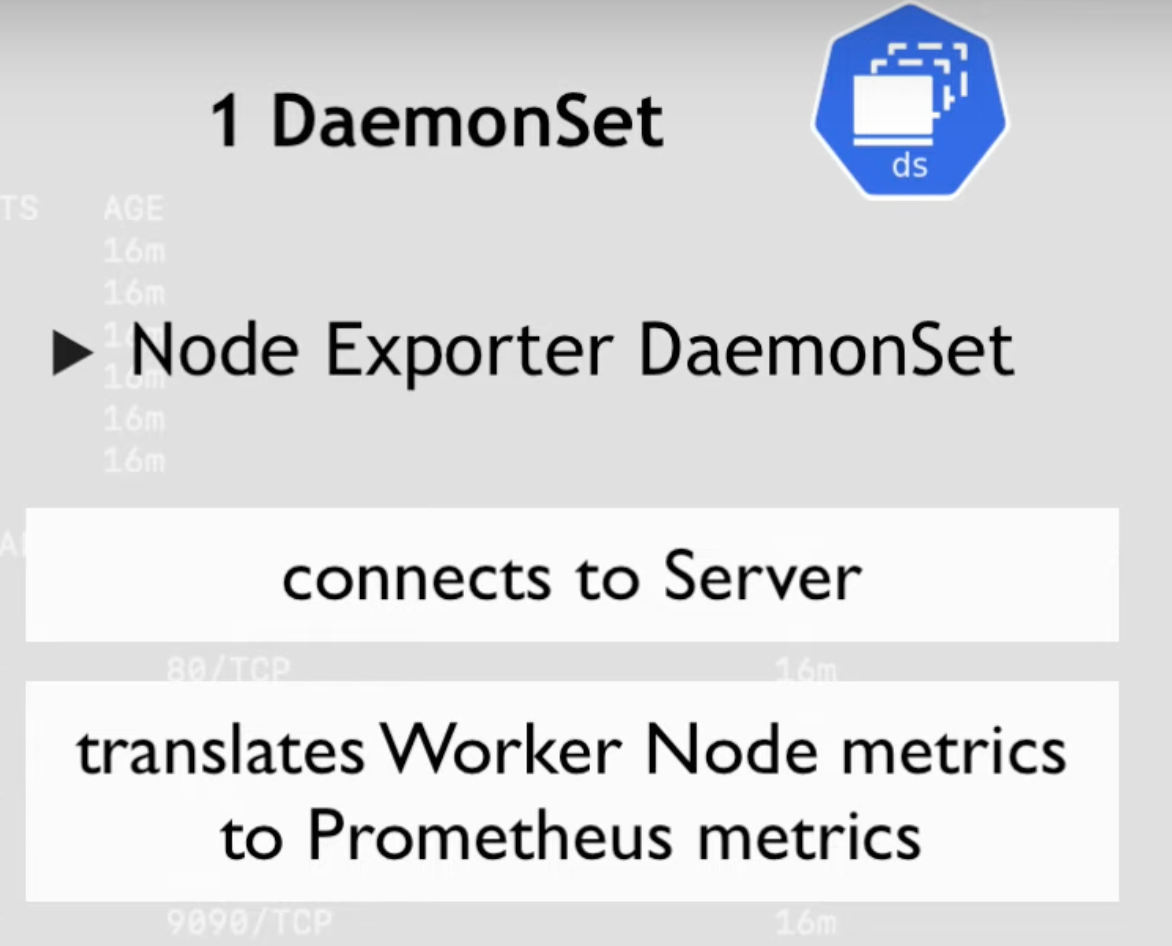 1 DaemonSet
ds
TS AGE
16m
16m
16m
16m
16m
16m
▶ Node Exporter DaemonSet
connects to Server
80/TCP 16m
translates Worker Node metrics
to Prometheus metrics
9090/TCP 16m